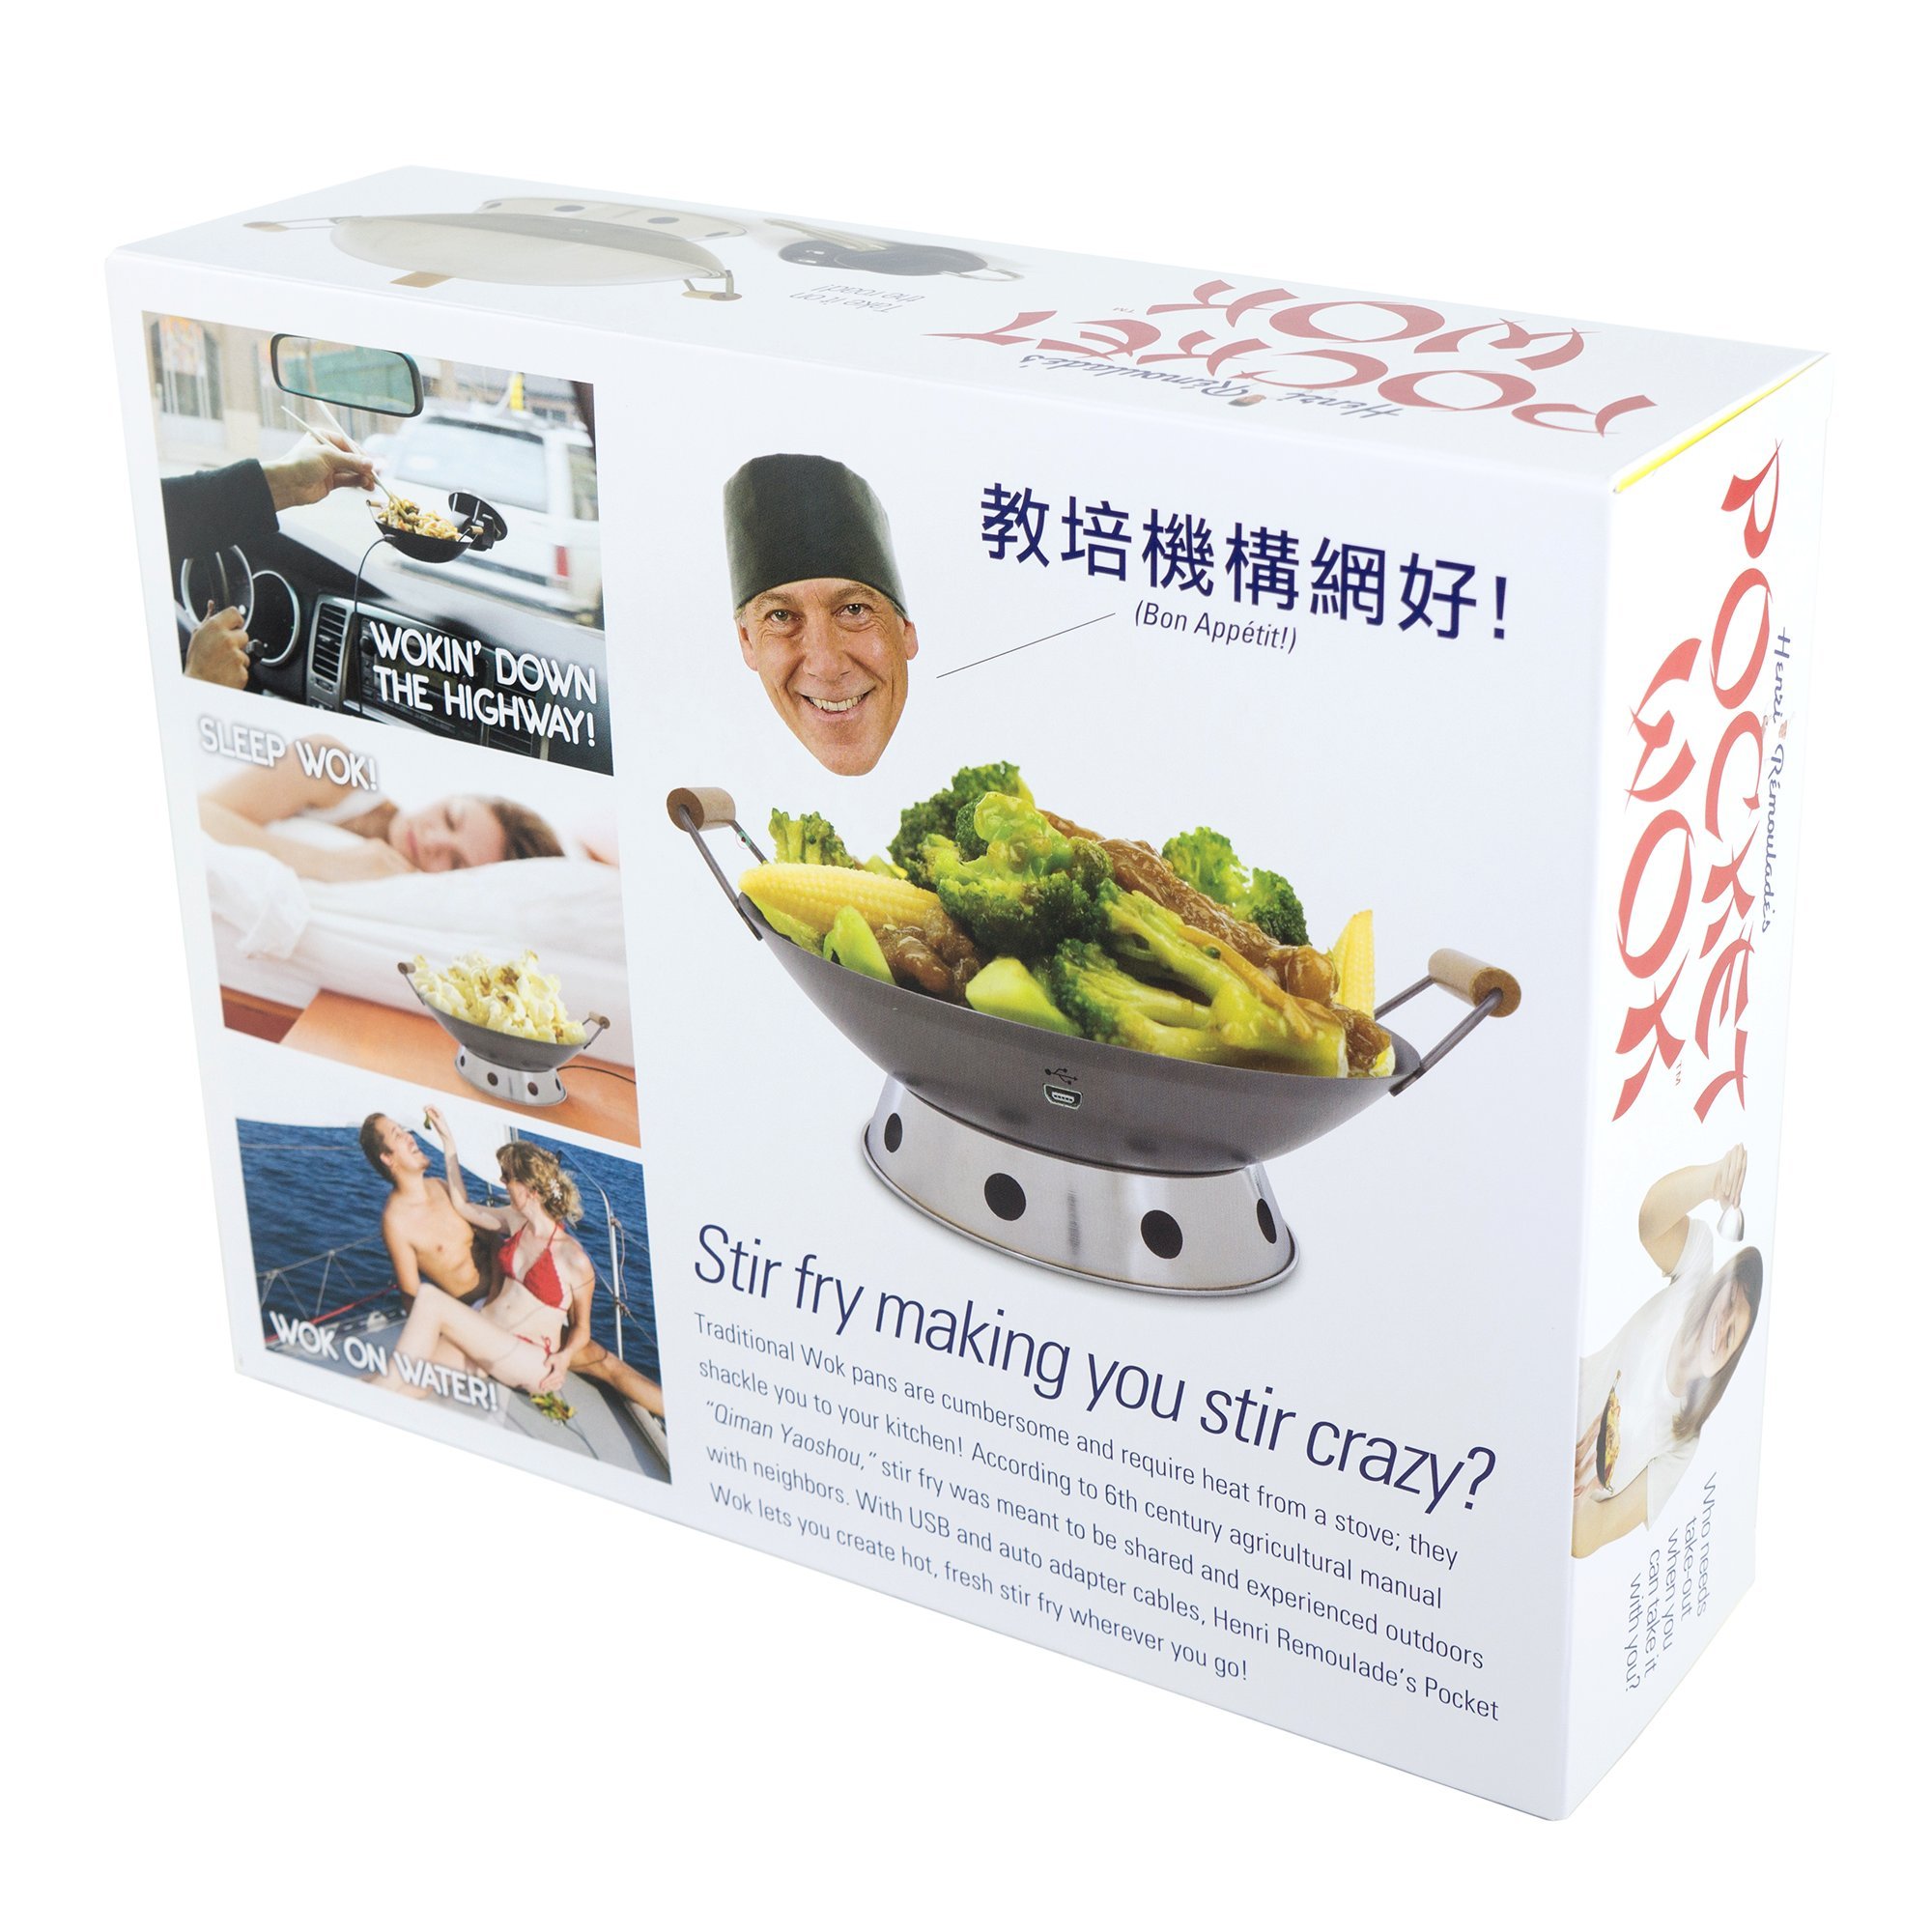 Take it on
the road!
Henri Rémoulade's
POCKET
WOK™
WOKIN' DOWN
THE HIGHWAY!
SLEEP WOK!
WOK ON WATER!
教培機構網好!
(Bon Appétit!)
Stir fry making you stir crazy?
Traditional Wok pans are cumbersome and require heat from a stove; they
shackle you to your kitchen! According to 6th century agricultural manual
"Qiman Yaoshou," stir fry was meant to be shared and experienced outdoors
with neighbors. With USB and auto adapter cables, Henri Remoulade's Pocket
Wok lets you create hot, fresh stir fry wherever you go!
Henri Rémoulade's
POCKET
WOK™
Who needs
take-out
when you
can take it
with you?